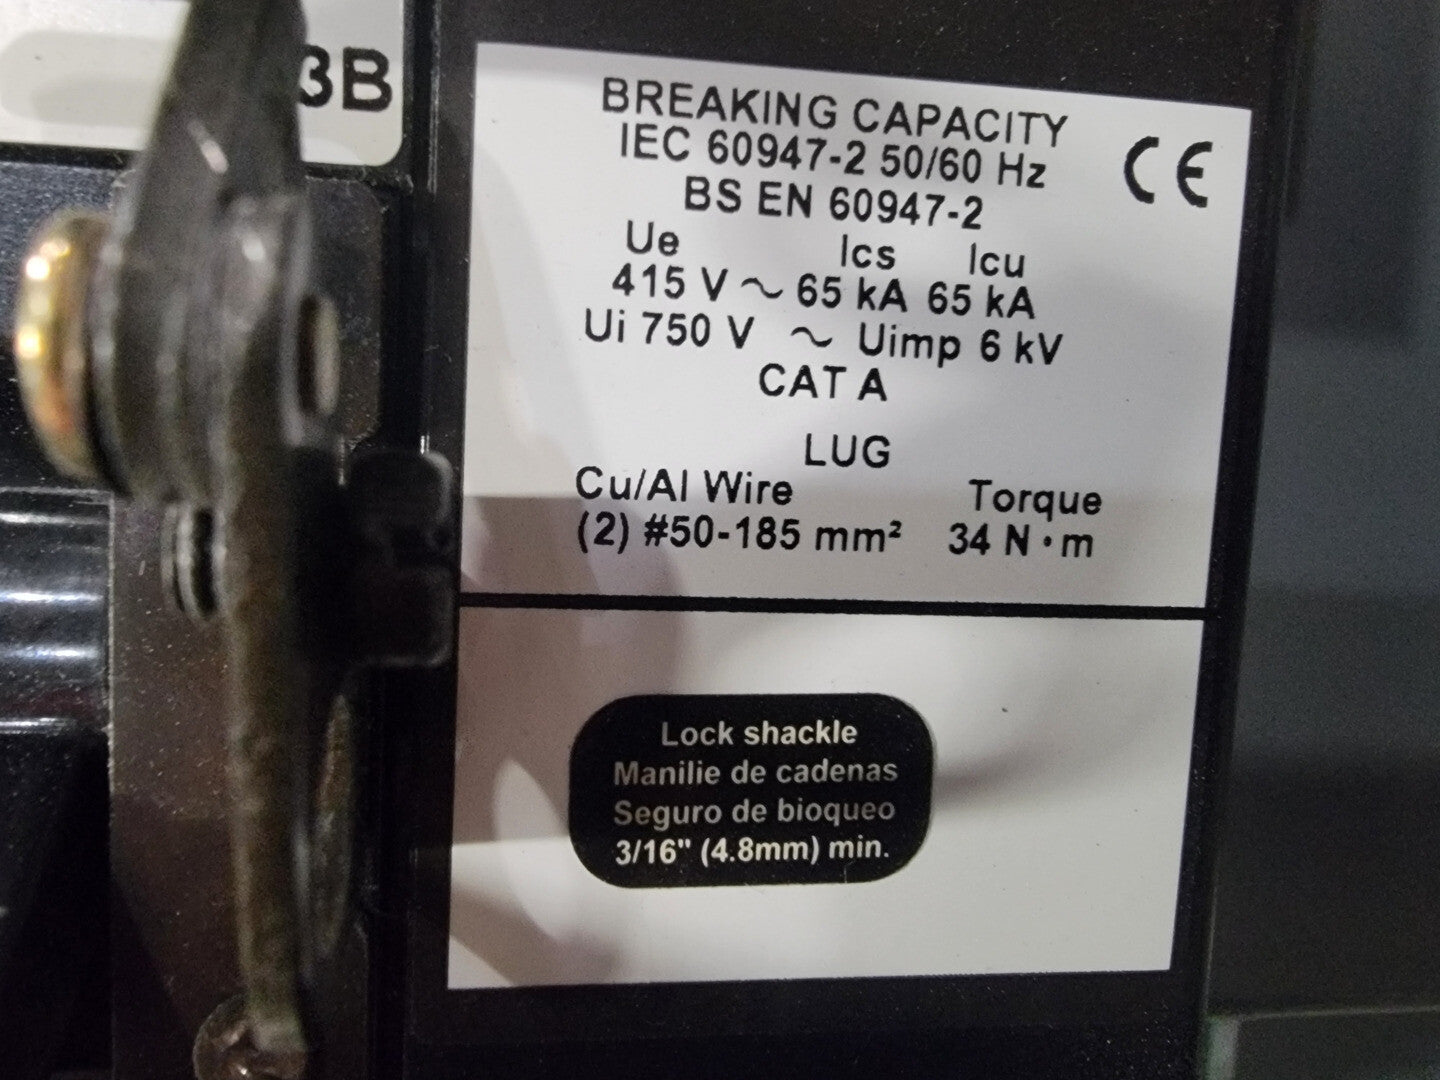 3B
BREAKING CAPACITY
IEC 60947-2 50/60 Hz
BS EN 60947-2
CE
Ue Ics Icu
415 V ~ 65 kA 65 kA
Ui 750 V ~ Uimp 6 kV
CAT A
LUG
Cu/Al Wire Torque
(2) #50-185 mm² 34 N·m
Lock shackle
Manilie de cadenas
Seguro de bioqueo
3/16" (4.8mm) min.